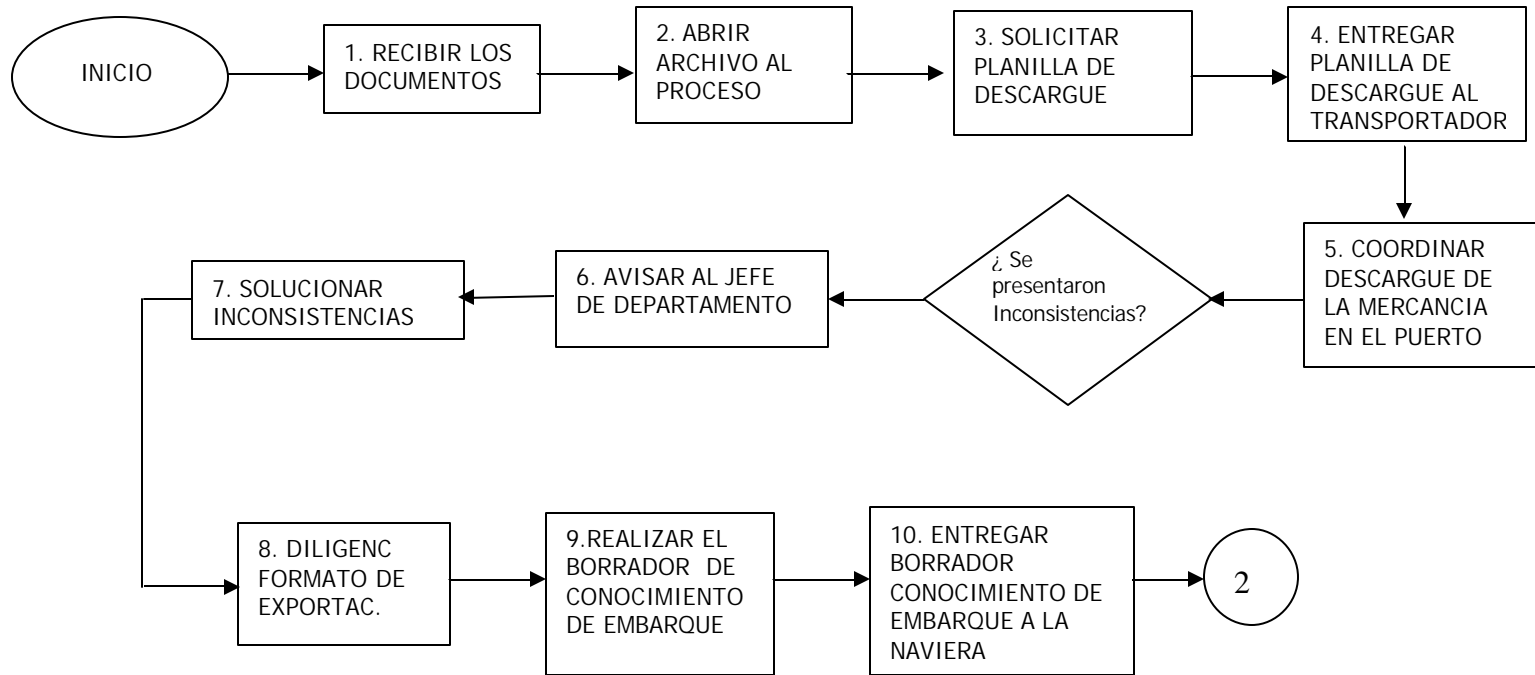 INICIO
1. RECIBIR LOS
DOCUMENTOS
2. ABRIR
ARCHIVO AL
PROCESO
3. SOLICITAR
PLANILLA DE
DESCARGUE
4. ENTREGAR
PLANILLA DE
DESCARGUE AL
TRANSPORTADOR
5. COORDINAR
DESCARGUE DE
LA MERCANCIA
EN EL PUERTO
¿ Se
presentaron
Inconsistencias?
6. AVISAR AL JEFE
DE DEPARTAMENTO
7. SOLUCIONAR
INCONSISTENCIAS
8. DILIGENC
FORMATO DE
EXPORTAC.
9.REALIZAR EL
BORRADOR DE
CONOCIMIENTO
DE EMBARQUE
10. ENTREGAR
BORRADOR
CONOCIMIENTO DE
EMBARQUE A LA
NAVIERA
2